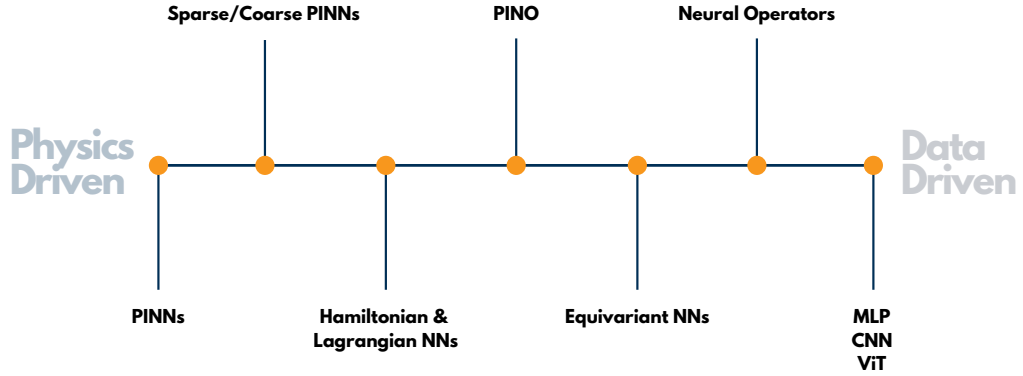 Sparse/Coarse PINNs
PINO
Neural Operators
Physics
Driven
Data
Driven
PINNs
Hamiltonian &
Lagrangian NNs
Equivariant NNs
MLP
CNN
ViT